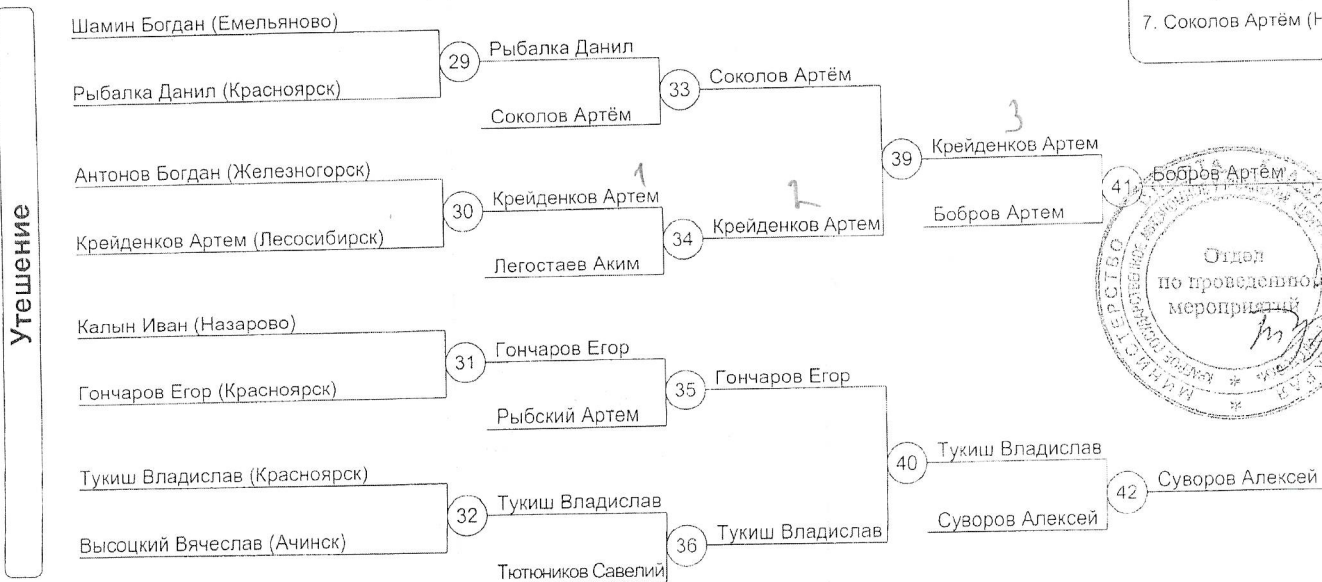 7. Соколов Артём (Н
Утешение
Шамин Богдан (Емельяново)
Рыбалка Данил (Красноярск)
29
Рыбалка Данил
Соколов Артём
33
Соколов Артём
Антонов Богдан (Железногорск)
Крейденков Артем (Лесосибирск)
30
Крейденков Артем 1
Легостаев Аким
34
Крейденков Артем 2
39
Крейденков Артем 3
Бобров Артем
41
Бобров Артём
Калын Иван (Назарово)
Гончаров Егор (Красноярск)
31
Гончаров Егор
Рыбский Артем
35
Гончаров Егор
Тукиш Владислав (Красноярск)
Высоцкий Вячеслав (Ачинск)
32
Тукиш Владислав
Тютюников Савелий
36
Тукиш Владислав
40
Тукиш Владислав
Суворов Алексей
42
Суворов Алексей
МИНИСТЕРСТВО
Отдел
по проведению
мероприятий